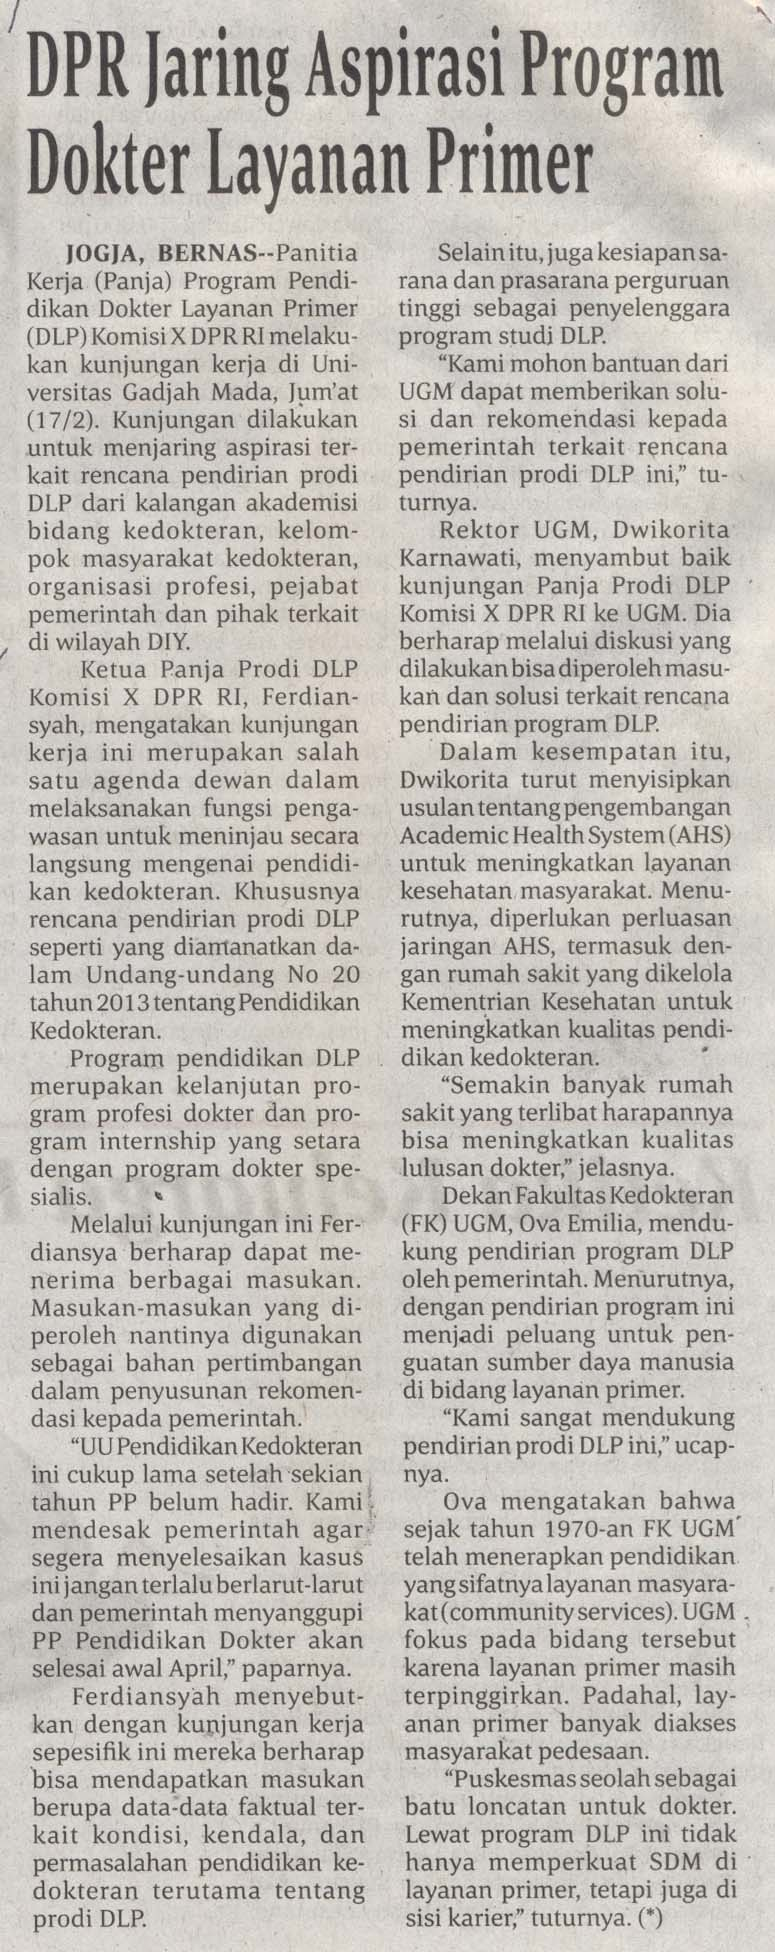 DPR Jaring Aspirasi Program
Dokter Layanan Primer
JOGJA, BERNAS--Panitia
Kerja (Panja) Program Pendi-
dikan Dokter Layanan Primer
(DLP) Komisi X DPR RI melaku-
kan kunjungan kerja di Uni-
versitas Gadjah Mada, Jum'at
(17/2). Kunjungan dilakukan
untuk menjaring aspirasi ter-
kait rencana pendirian prodi
DLP dari kalangan akademisi
bidang kedokteran, kelom-
pok masyarakat kedokteran,
organisasi profesi, pejabat
pemerintah dan pihak terkait
di wilayah DIY.
Ketua Panja Prodi DLP
Komisi X DPR RI, Ferdian-
syah, mengatakan kunjungan
kerja ini merupakan salah
satu agenda dewan dalam
melaksanakan fungsi penga-
wasan untuk meninjau secara
langsung mengenai pendidi-
kan kedokteran. Khususnya
rencana pendirian prodi DLP
seperti yang diamanatkan da-
lam Undang-undang No 20
tahun 2013 tentang Pendidikan
Kedokteran.
Program pendidikan DLP
merupakan kelanjutan pro-
gram profesi dokter dan pro-
gram internship yang setara
dengan program dokter spe-
sialis.
Melalui kunjungan ini Fer-
diansya berharap dapat me-
nerima berbagai masukan.
Masukan-masukan yang di-
peroleh nantinya digunakan
sebagai bahan pertimbangan
dalam penyusunan rekomen-
dasi kepada pemerintah.
“UU Pendidikan Kedokteran
ini cukup lama setelah sekian
tahun PP belum hadir. Kami
mendesak pemerintah agar
segera menyelesaikan kasus
ini jangan terlalu berlarut-larut
dan pemerintah menyanggupi
PP Pendidikan Dokter akan
selesai awal April,” paparnya.
Ferdiansyah menyebut-
kan dengan kunjungan kerja
sepesifik ini mereka berharap
bisa mendapatkan masukan
berupa data-data faktual ter-
kait kondisi, kendala, dan
permasalahan pendidikan ke-
dokteran terutama tentang
prodi DLP.
Selain itu, juga kesiapan sa-
rana dan prasarana perguruan
tinggi sebagai penyelenggara
program studi DLP.
“Kami mohon bantuan dari
UGM dapat memberikan solu-
si dan rekomendasi kepada
pemerintah terkait rencana
pendirian prodi DLP ini,” tu-
turnya.
Rektor UGM, Dwikorita
Karnawati, menyambut baik
kunjungan Panja Prodi DLP
Komisi X DPR RI ke UGM. Dia
berharap melalui diskusi yang
dilakukan bisa diperoleh masu-
kan dan solusi terkait rencana
pendirian program DLP.
Dalam kesempatan itu,
Dwikorita turut menyisipkan
usulan tentang pengembangan
Academic Health System (AHS)
untuk meningkatkan layanan
kesehatan masyarakat. Menu-
rutnya, diperlukan perluasan
jaringan AHS, termasuk den-
gan rumah sakit yang dikelola
Kementrian Kesehatan untuk
meningkatkan kualitas pendi-
dikan kedokteran.
“Semakin banyak rumah
sakit yang terlibat harapannya
bisa meningkatkan kualitas
lulusan dokter,” jelasnya.
Dekan Fakultas Kedokteran
(FK) UGM, Ova Emilia, mendu-
kung pendirian program DLP
oleh pemerintah. Menurutnya,
dengan pendirian program ini
menjadi peluang untuk pen-
guatan sumber daya manusia
di bidang layanan primer.
“Kami sangat mendukung
pendirian prodi DLP ini,” ucap-
nya.
Ova mengatakan bahwa
sejak tahun 1970-an FK UGM
telah menerapkan pendidikan
yang sifatnya layanan masyara-
kat (community services). UGM
fokus pada bidang tersebut
karena layanan primer masih
terpinggirkan. Padahal, lay-
anan primer banyak diakses
masyarakat pedesaan.
“Puskesmas seolah sebagai
batu loncatan untuk dokter.
Lewat program DLP ini tidak
hanya memperkuat SDM di
layanan primer, tetapi juga di
sisi karier,” tuturnya. (*)